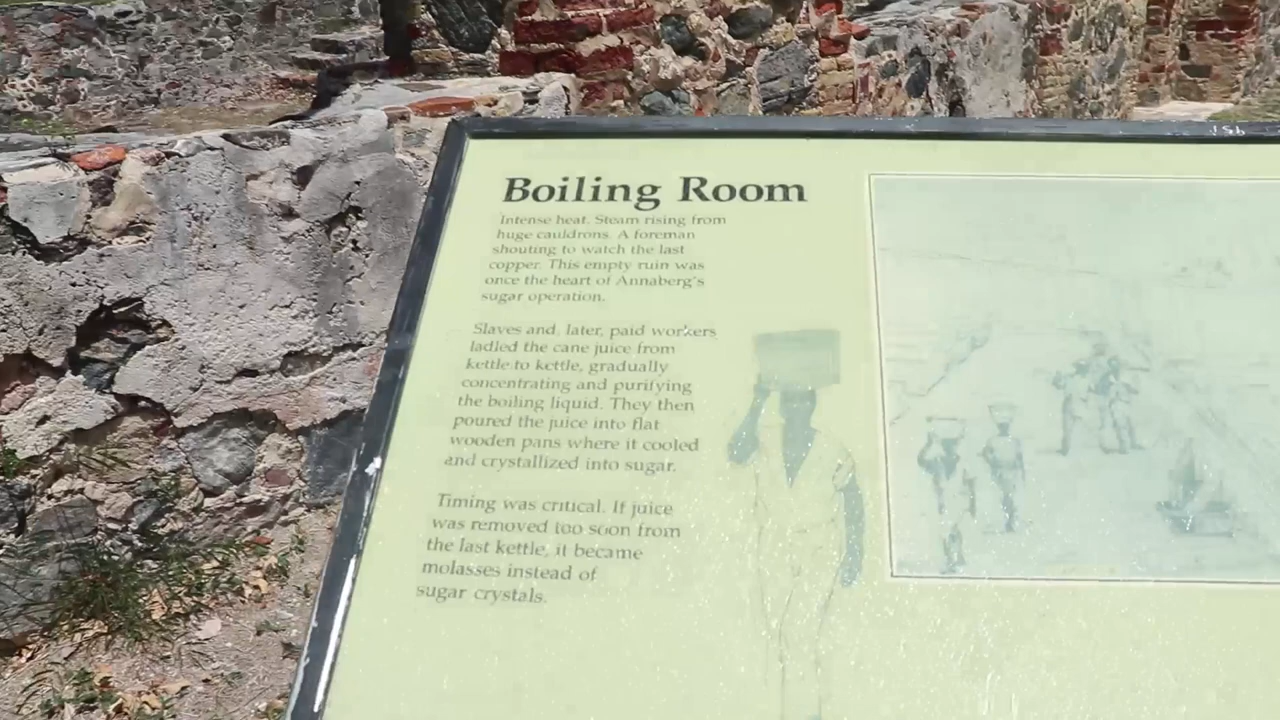 Boiling Room
Intense heat. Steam rising from
huge cauldrons. A foreman
shouting to watch the last
copper. This empty ruin was
once the heart of Annaberg's
sugar operation.
Slaves and, later, paid workers
ladled the cane juice from
kettle to kettle, gradually
concentrating and purifying
the boiling liquid. They then
poured the juice into flat
wooden pans where it cooled
and crystallized into sugar.
Timing was critical. If juice
was removed too soon from
the last kettle, it became
molasses instead of
sugar crystals.